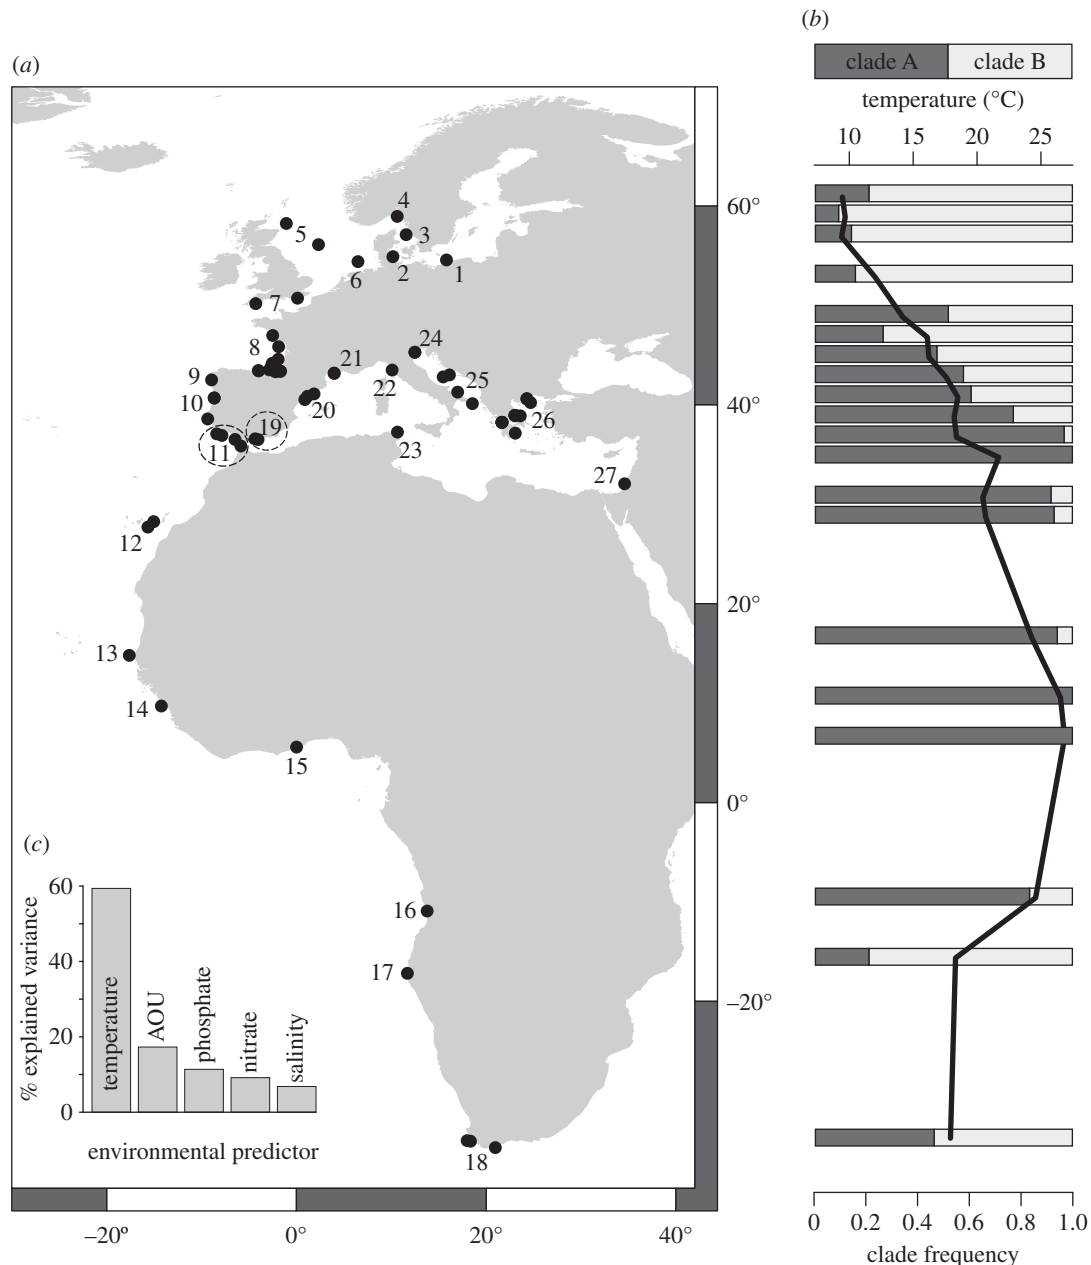 (a)
(b)
clade A clade B
temperature (°C)
10 15 20 25
4
5
3
6
2
1
7
8
24
21
9
22
25
10
20
19
26
11
23
27
12
13
14
15
16
17
18
60°
40°
20°
0°
–20°
–20° 0° 20° 40°
(c)
% explained variance
60
40
20
0
temperature
AOU
phosphate
nitrate
salinity
environmental predictor
0 0.2 0.4 0.6 0.8 1.0
clade frequency